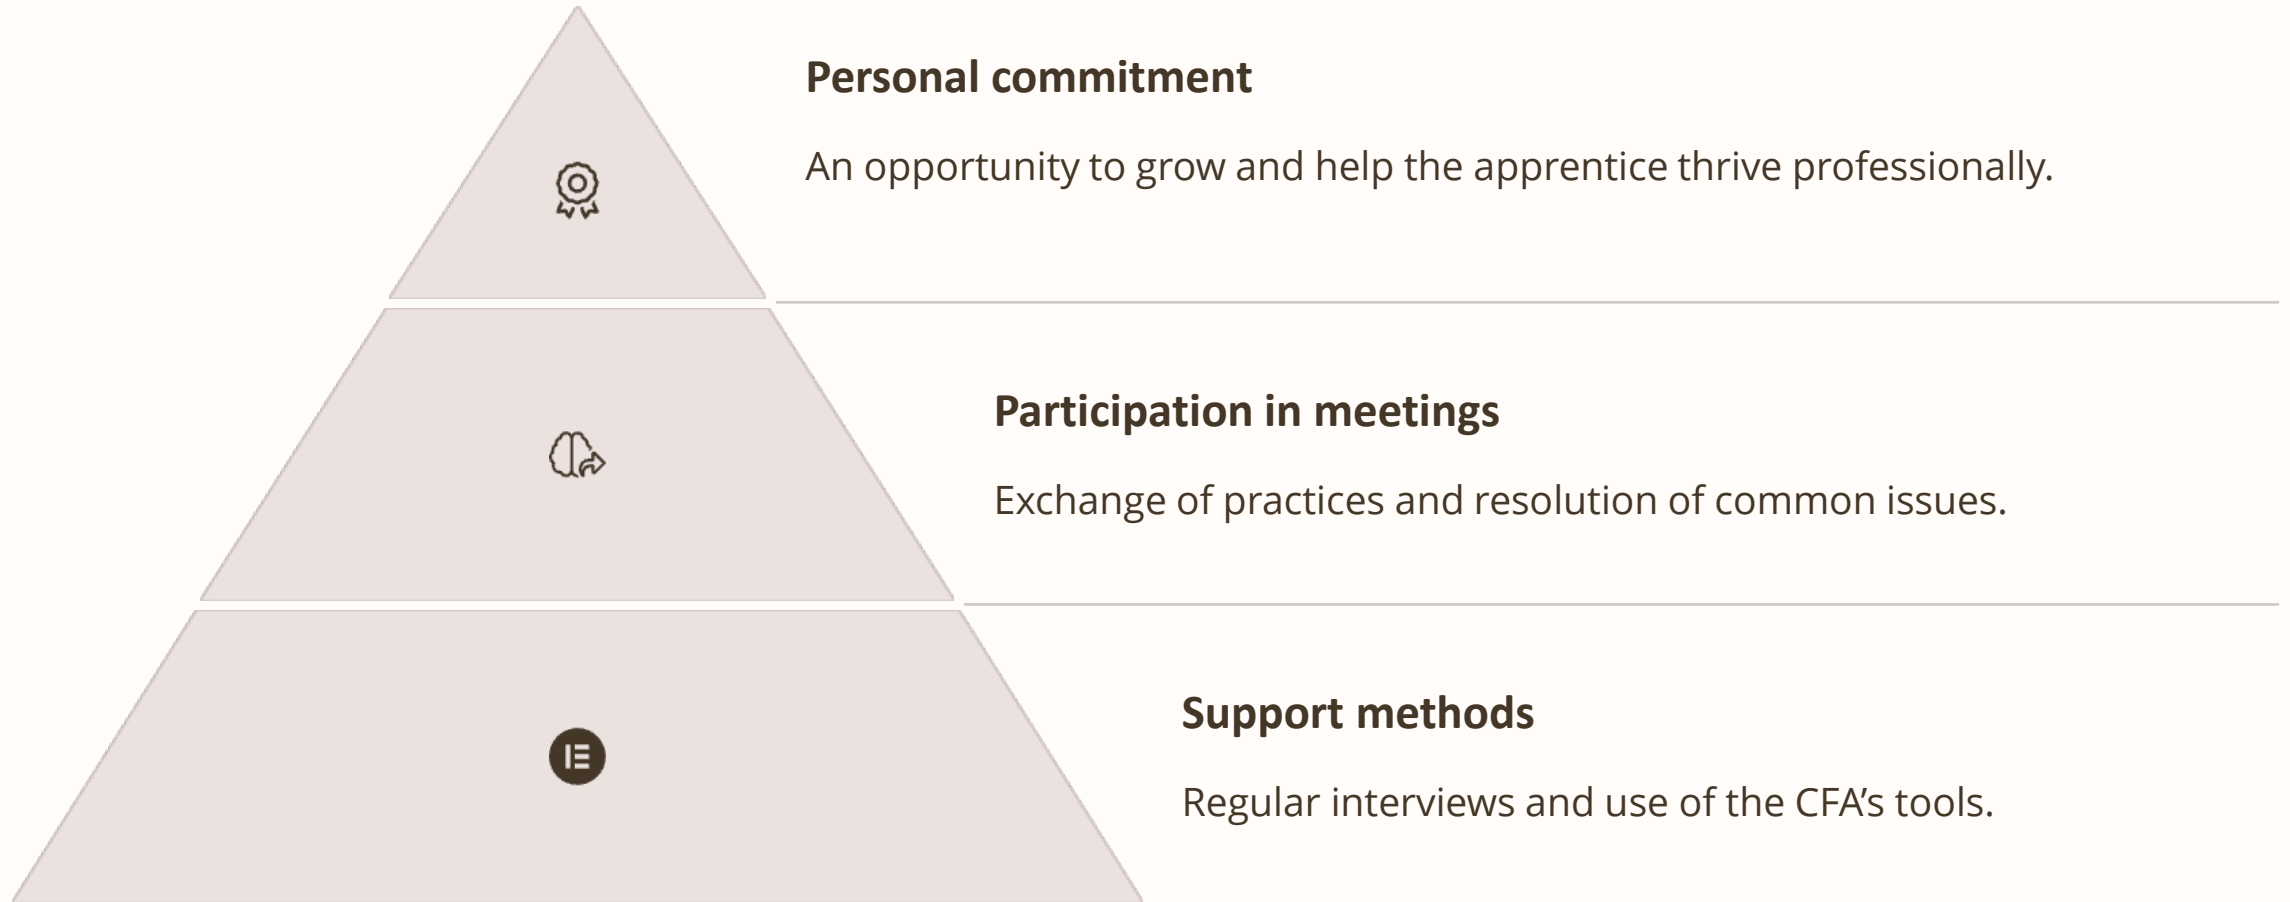 Personal commitment
An opportunity to grow and help the apprentice thrive professionally.
Participation in meetings
Exchange of practices and resolution of common issues.
Support methods
Regular interviews and use of the CFA’s tools.